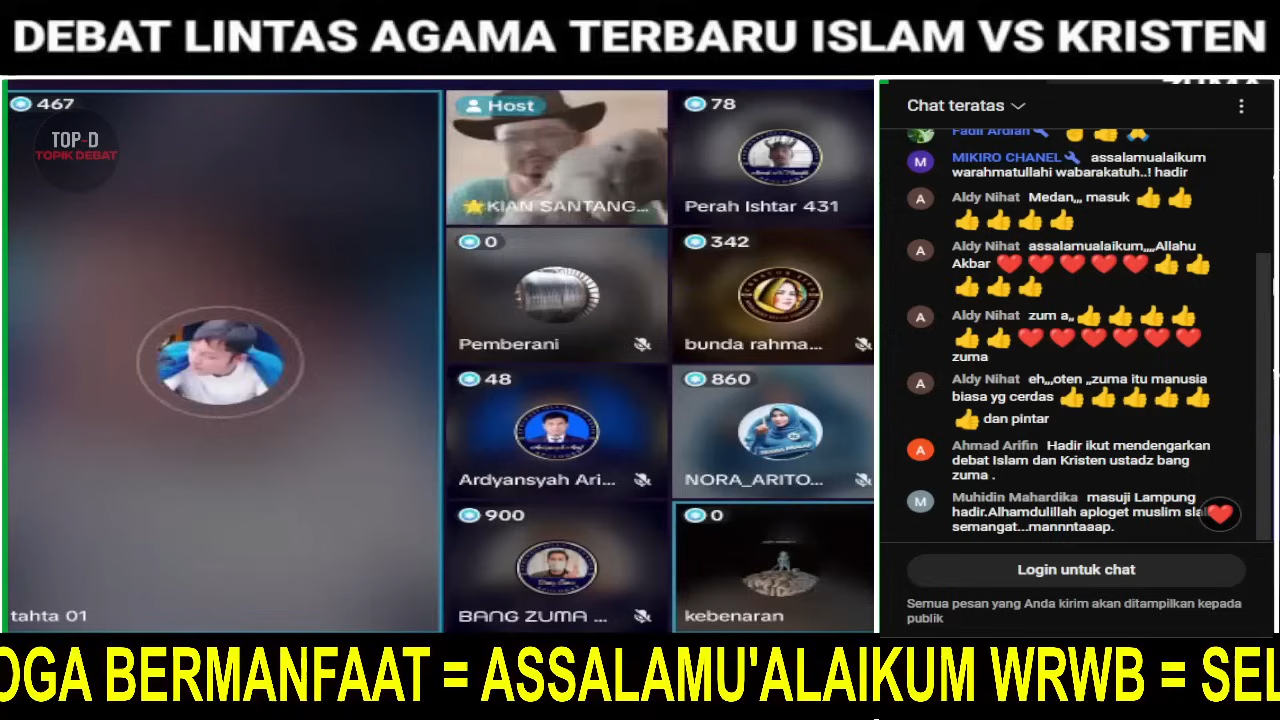 DEBAT LINTAS AGAMA TERBARU ISLAM VS KRISTEN
467
TOP-D
TOPIK DEBAT
tahta 01
Host
KIAN SANTANG...
78
Perah Ishtar 431
0
Pemberani
342
bunda rahma...
48
Ardyansyah Ari...
860
NORA_ARITO...
900
BANG ZUMA ...
0
kebenaran
Chat teratas
Fadil Ardian
M
MIKIRO CHANEL assalamualaikum
warahmatullahi wabarakatuh..! hadir
A
Aldy Nihat Medan,,, masuk 👍 👍
👍 👍 👍 👍
A
Aldy Nihat assalamualaikum,,,,Allahu
Akbar ❤️ ❤️ ❤️ ❤️ ❤️ 👍 👍
👍 👍 👍
A
Aldy Nihat zum a,, 👍 👍 👍 👍
👍 👍 ❤️ ❤️ ❤️ ❤️ ❤️ ❤️
zuma
A
Aldy Nihat eh,,,oten ,,zuma itu manusia
biasa yg cerdas 👍 👍 👍 👍 👍
👍 dan pintar
A
Ahmad Arifin Hadir ikut mendengarkan
debat Islam dan Kristen ustadz bang
zuma .
M
Muhidin Mahardika masuji Lampung
hadir.Alhamdulillah aploget muslim sla
semangat...mannntaaap.
Login untuk chat
Semua pesan yang Anda kirim akan ditampilkan kepada
publik
OGA BERMANFAAT = ASSALAMU'ALAIKUM WRWB = SEL